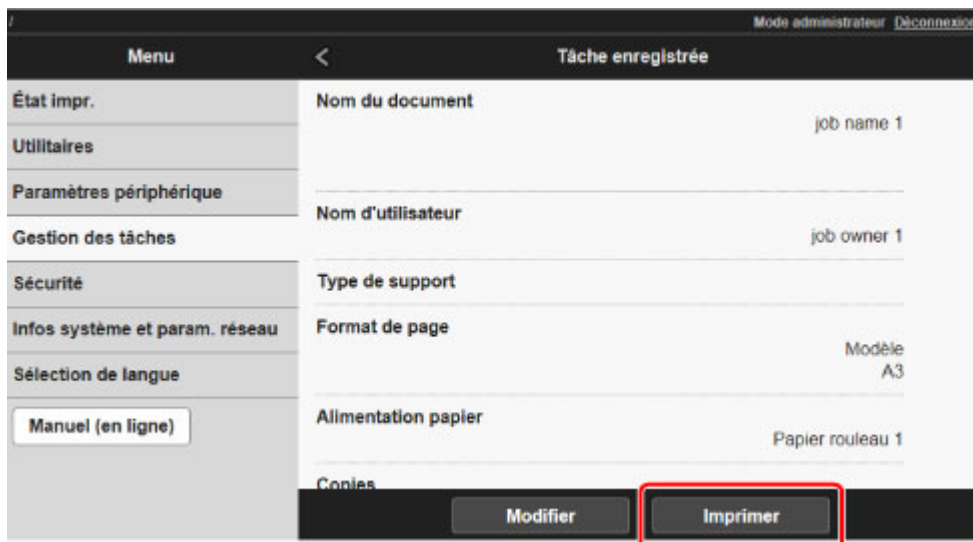 /
Mode administrateur Déconnexion
Menu
< Tâche enregistrée
État impr.
Utilitaires
Paramètres périphérique
Gestion des tâches
Sécurité
Infos système et param. réseau
Sélection de langue
Manuel (en ligne)
Nom du document
job name 1
Nom d'utilisateur
job owner 1
Type de support
Format de page
Modèle
A3
Alimentation papier
Papier rouleau 1
Copies
Modifier Imprimer